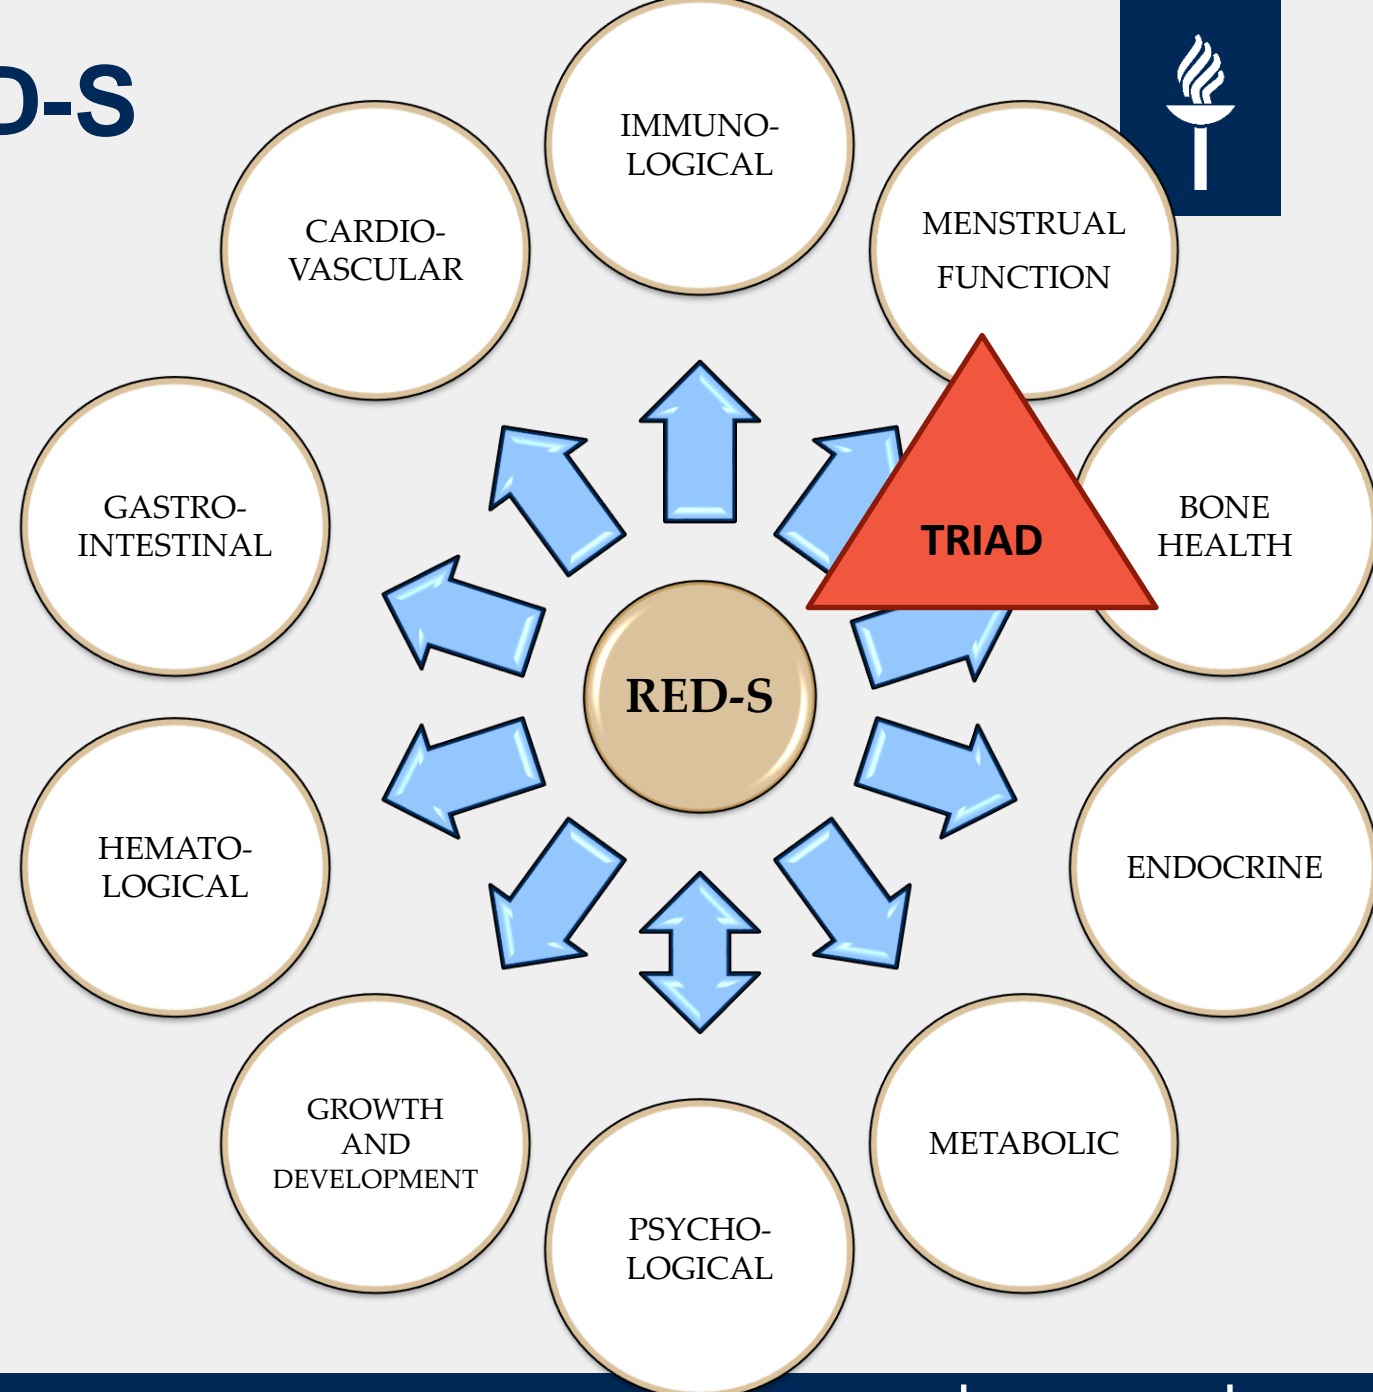 D-S
IMMUNO-
LOGICAL
CARDIO-
VASCULAR
MENSTRUAL
FUNCTION
GASTRO-
INTESTINAL
TRIAD
BONE
HEALTH
RED-S
HEMATO-
LOGICAL
ENDOCRINE
GROWTH
AND
DEVELOPMENT
METABOLIC
PSYCHO-
LOGICAL